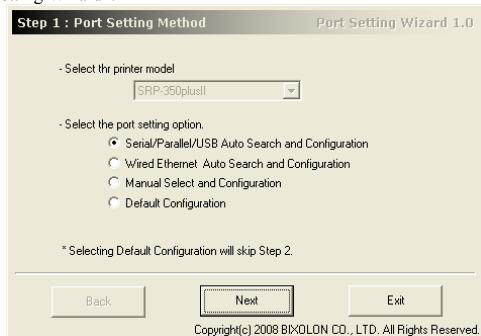 Step 1 : Port Setting Method
Port Setting Wizard 1.0
- Select thr printer model
SRP-350plusII
- Select the port setting option.
Serial/Parallel/USB Auto Search and Configuration
Wired Ethernet Auto Search and Configuration
Manual Select and Configuration
Default Configuration
* Selecting Default Configuration will skip Step 2.
Back
Next
Exit
Copyright(c) 2008 BIXOLON CO., LTD. All Rights Reserved.